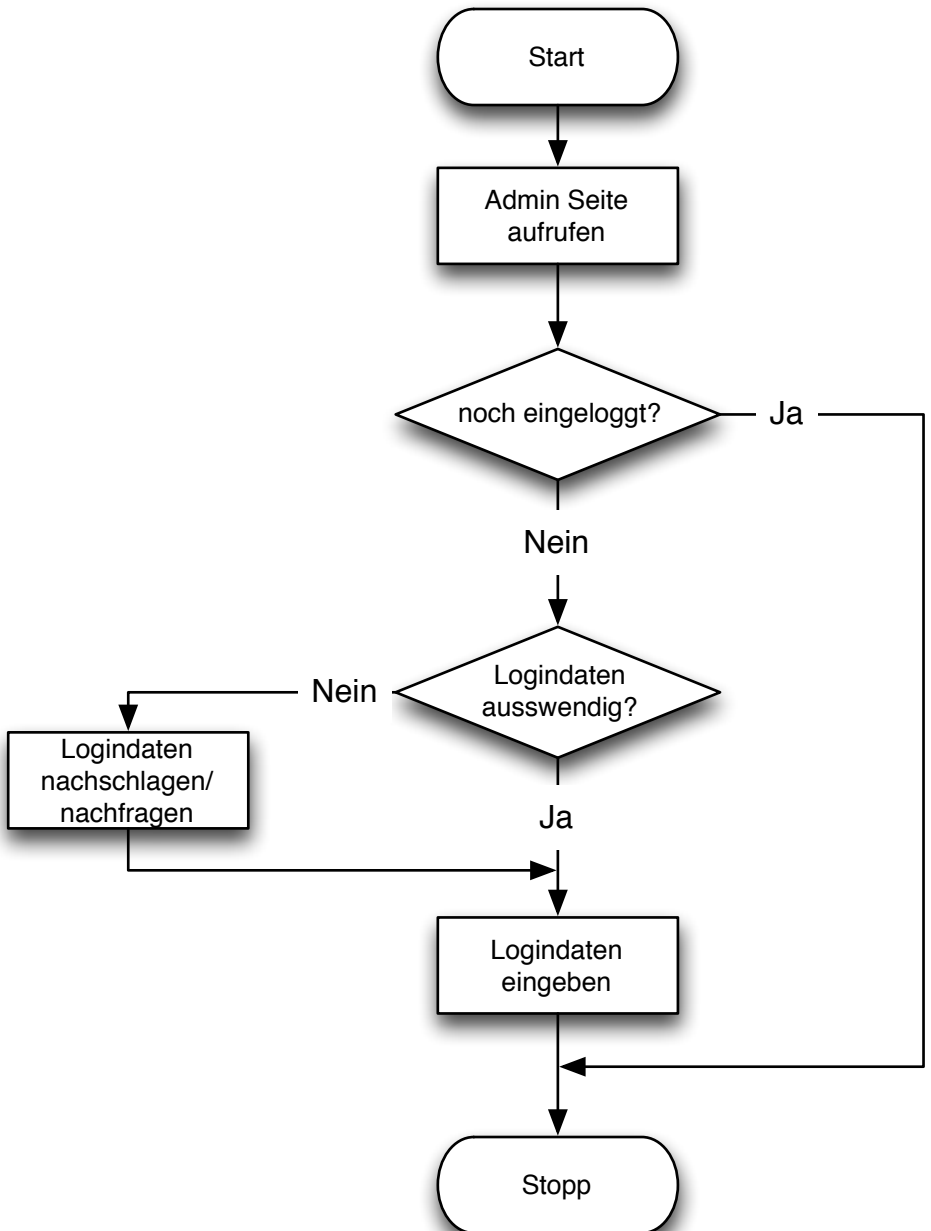 Start
Admin Seite
aufrufen
noch eingeloggt?
Ja
Nein
Logindaten
ausswendig?
Nein
Logindaten
nachschlagen/
nachfragen
Ja
Logindaten
eingeben
Stopp